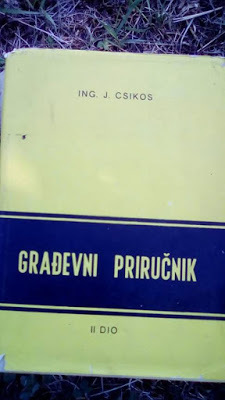 ING. J. CSIKOS
GRAĐEVNI PRIRUČNIK
II DIO